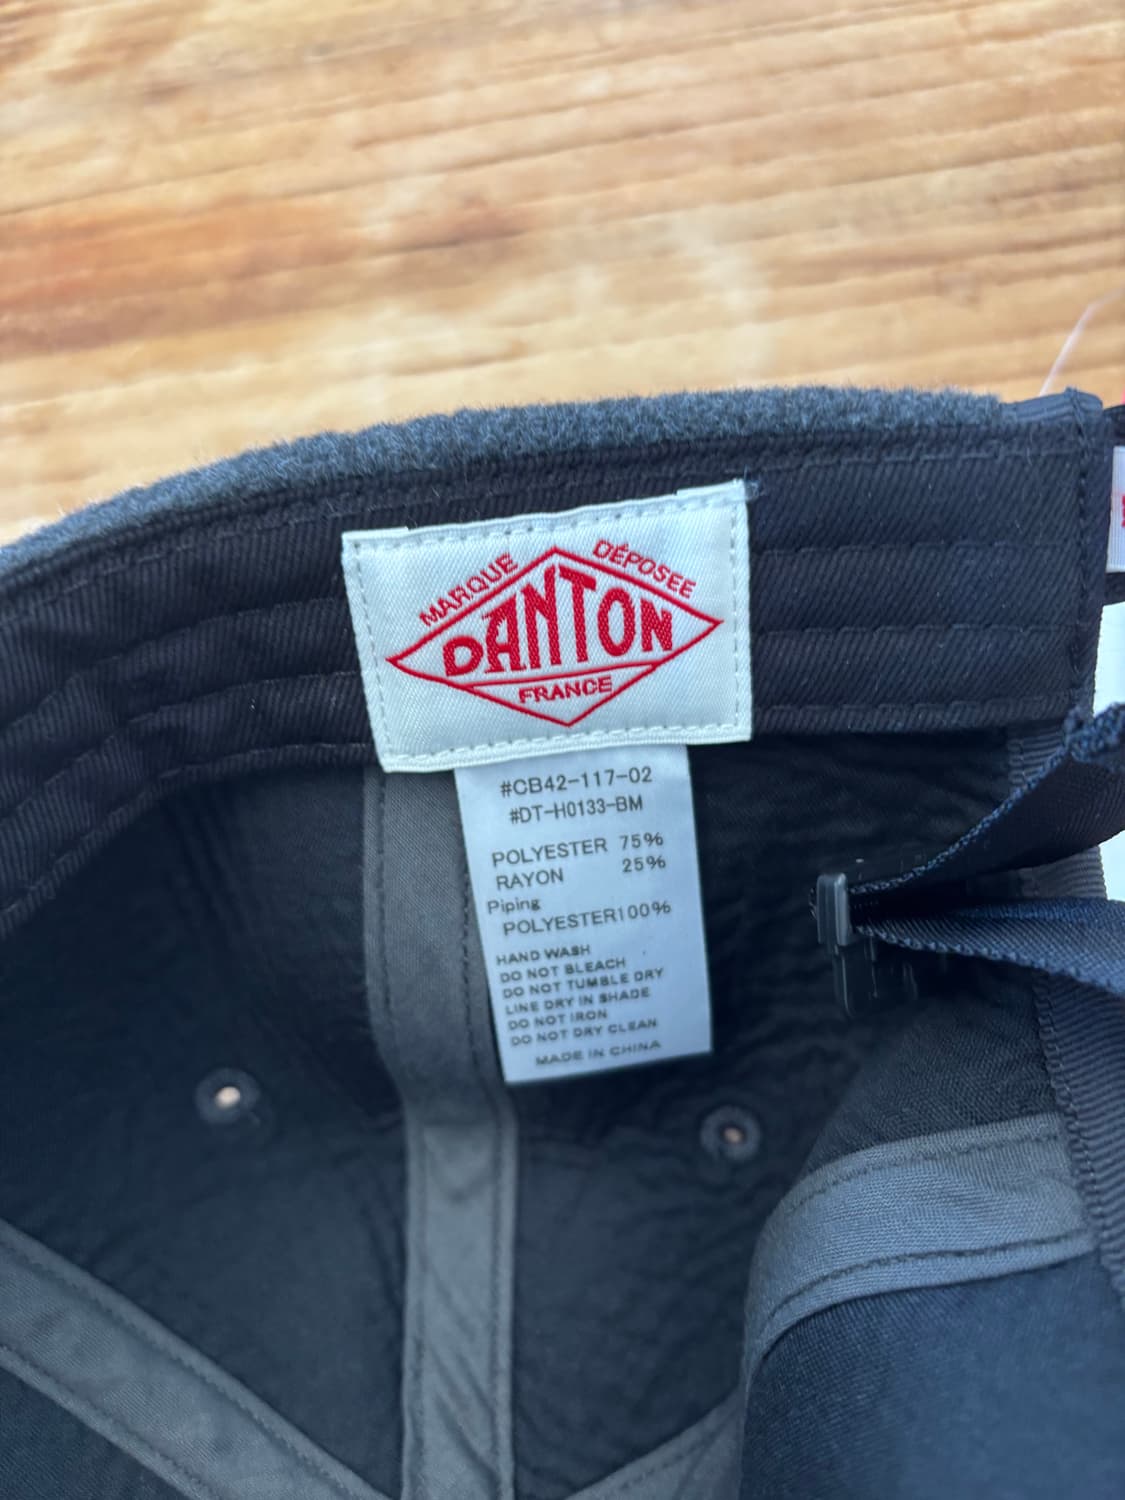 MARQUE DÉPOSEE
DANTON
FRANCE
#CB42-117-02
#DT-H0133-BM
POLYESTER 75%
RAYON 25%
Piping
POLYESTER100%
HAND WASH
DO NOT BLEACH
DO NOT TUMBLE DRY
LINE DRY IN SHADE
DO NOT IRON
DO NOT DRY CLEAN
MADE IN CHINA